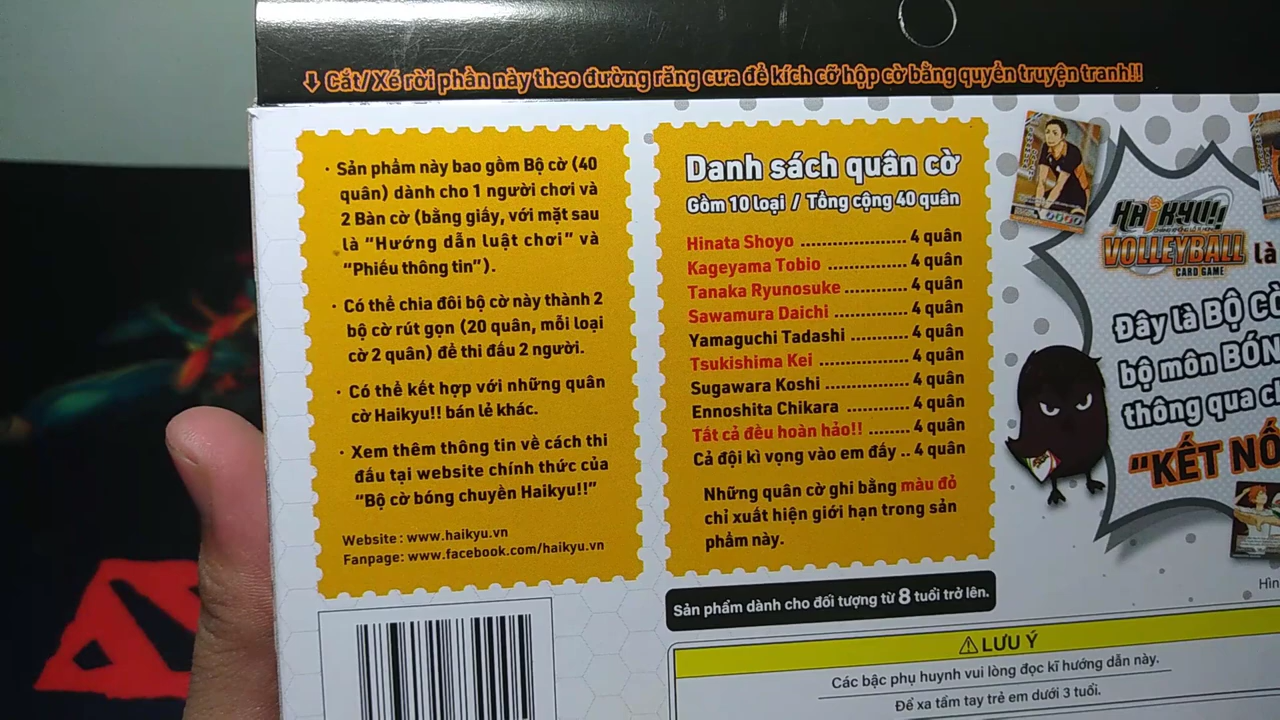 ↓ Cắt/ Xé rời phần này theo đường răng cưa để kích cỡ hộp cờ bằng quyển truyện tranh!!
· Sản phẩm này bao gồm Bộ cờ (40
quân) dành cho 1 người chơi và
2 Bàn cờ (bằng giấy, với mặt sau
là “Hướng dẫn luật chơi” và
“Phiếu thông tin”).
· Có thể chia đôi bộ cờ này thành 2
bộ cờ rút gọn (20 quân, mỗi loại
cờ 2 quân) để thi đấu 2 người.
· Có thể kết hợp với những quân
cờ Haikyu!! bán lẻ khác.
· Xem thêm thông tin về cách thi
đấu tại website chính thức của
“Bộ cờ bóng chuyền Haikyu!!”
Website : www.haikyu.vn
Fanpage: www.facebook.com/haikyu.vn
Danh sách quân cờ
Gồm 10 loại / Tổng cộng 40 quân
Hinata Shoyo ..................... 4 quân
Kageyama Tobio ................ 4 quân
Tanaka Ryunosuke ............. 4 quân
Sawamura Daichi ................ 4 quân
Yamaguchi Tadashi ........... 4 quân
Tsukishima Kei ................... 4 quân
Sugawara Koshi ................. 4 quân
Ennoshita Chikara ............ 4 quân
Tất cả đều hoàn hảo!! ........ 4 quân
Cả đội kì vọng vào em đấy .. 4 quân
Những quân cờ ghi bằng màu đỏ
chỉ xuất hiện giới hạn trong sản
phẩm này.
HAIKYU!!
VOLLEYBALL là
CARD GAME
Đây là BỘ CỜ
bộ môn BÓN
thông qua c
“KẾT NỐ
Hìn
Sản phẩm dành cho đối tượng từ 8 tuổi trở lên.
⚠ LƯU Ý
Các bậc phụ huynh vui lòng đọc kĩ hướng dẫn này.
Để xa tầm tay trẻ em dưới 3 tuổi.